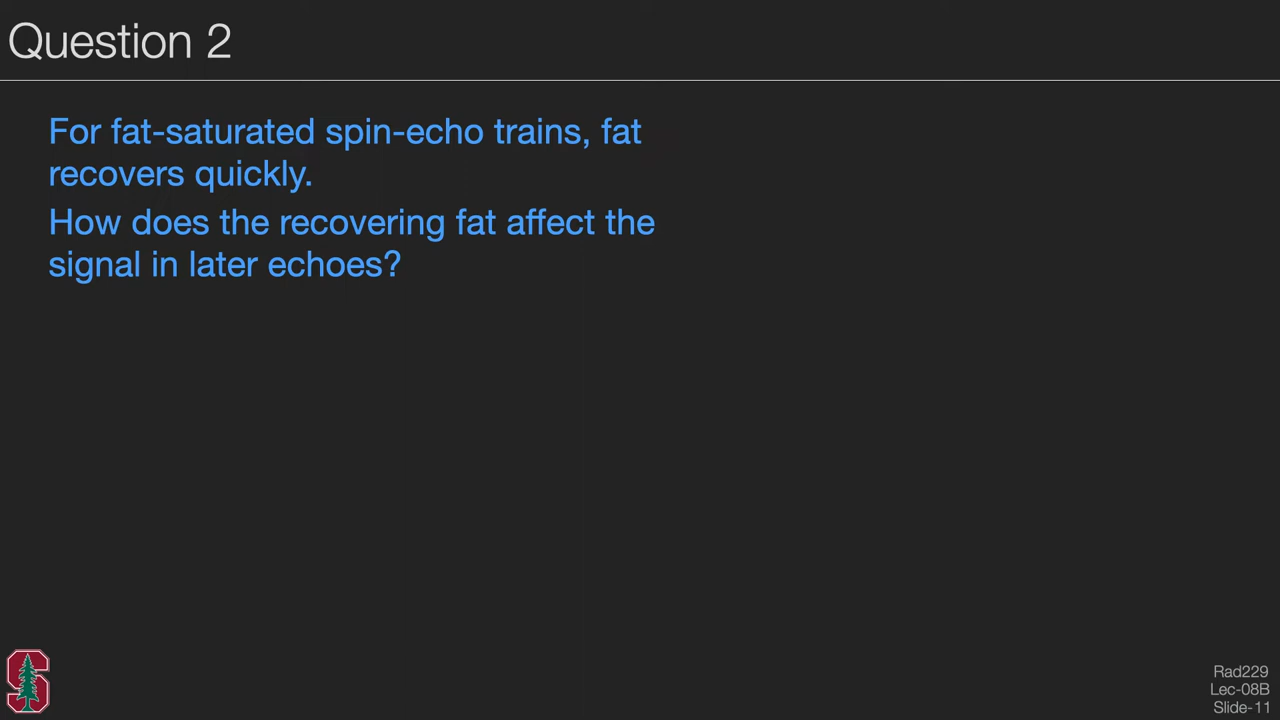 Question 2
For fat-saturated spin-echo trains, fat
recovers quickly.
How does the recovering fat affect the
signal in later echoes?
Rad229
Lec-08B
Slide-11